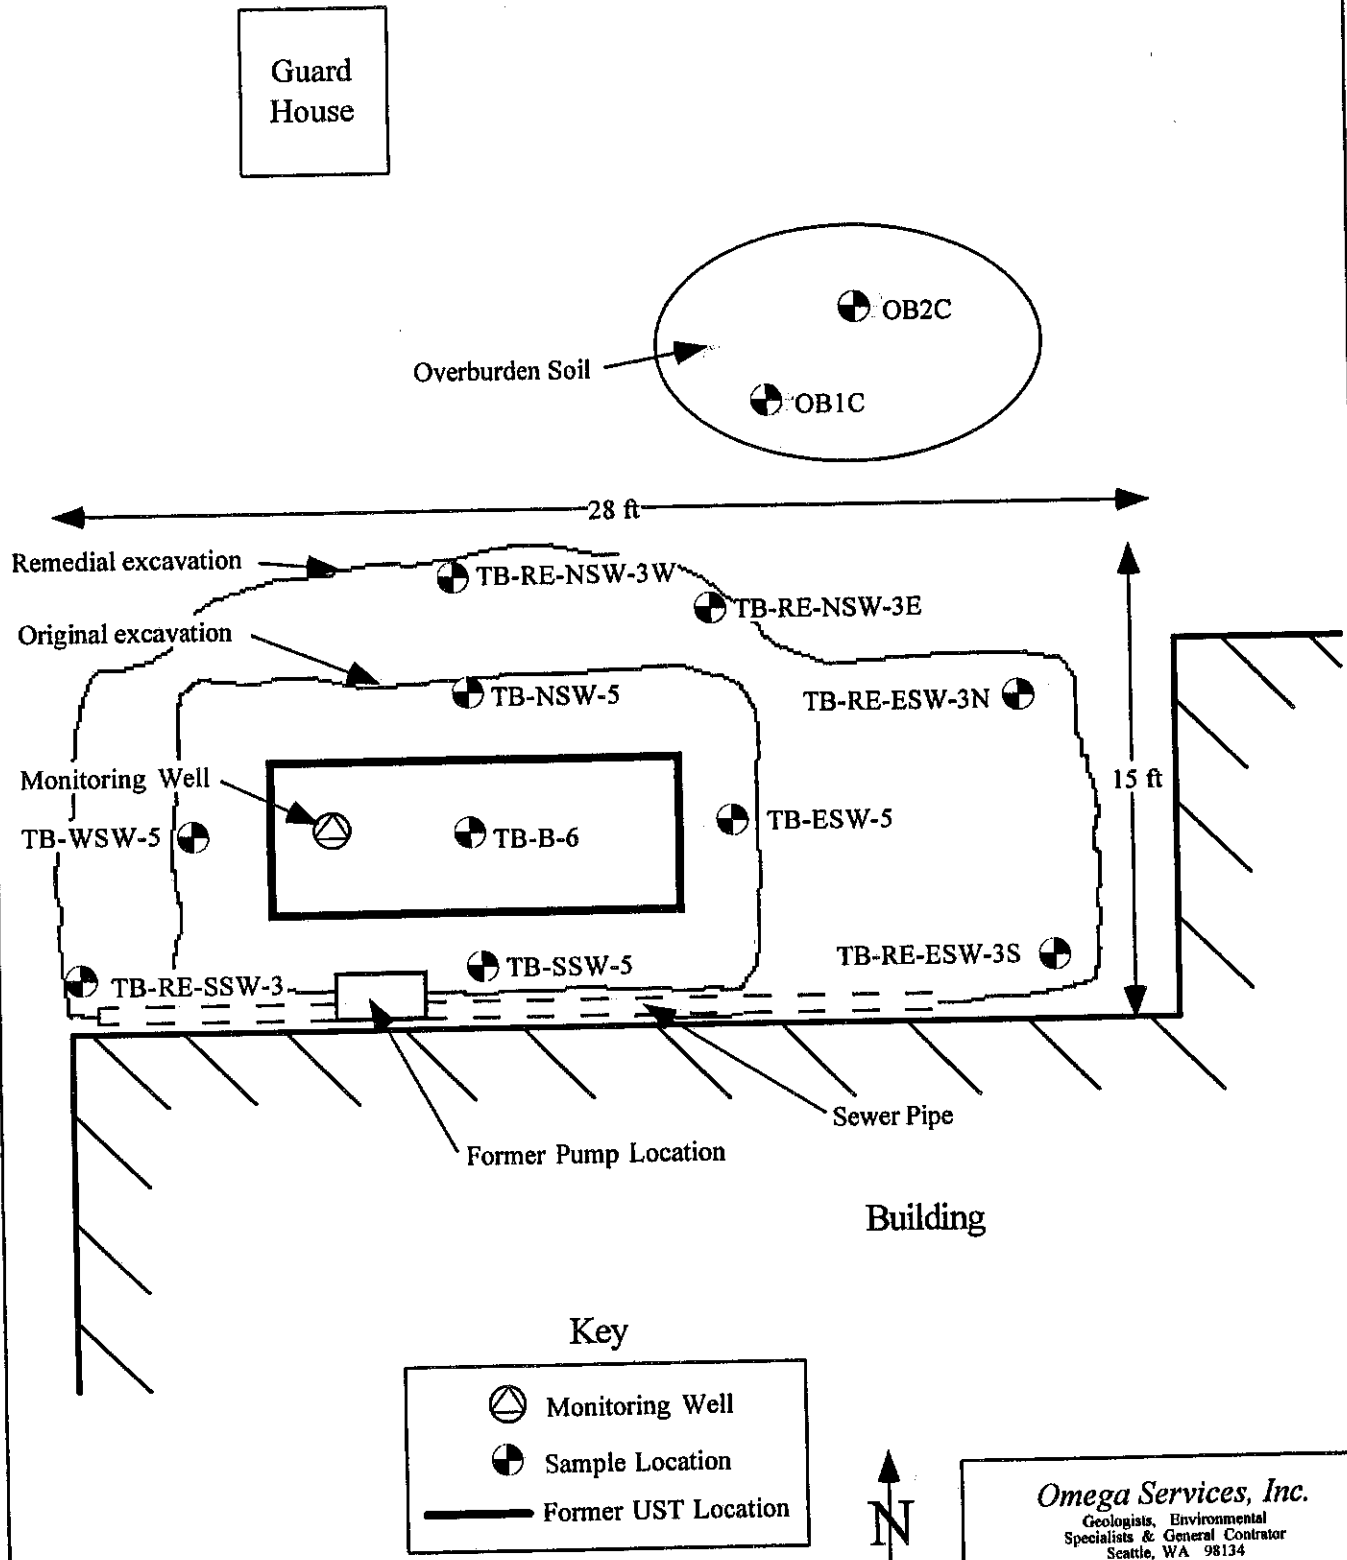 Guard
House
OB2C
Overburden Soil
OB1C
28 ft
Remedial excavation
TB-RE-NSW-3W
TB-RE-NSW-3E
Original excavation
TB-NSW-5
TB-RE-ESW-3N
Monitoring Well
15 ft
TB-WSW-5
TB-B-6
TB-ESW-5
TB-RE-ESW-3S
TB-SSW-5
TB-RE-SSW-3
Sewer Pipe
Former Pump Location
Building
Key
Monitoring Well
Sample Location
Former UST Location
N
Omega Services, Inc.
Geologists, Environmental
Specialists & General Contrator
Seattle, WA 98134